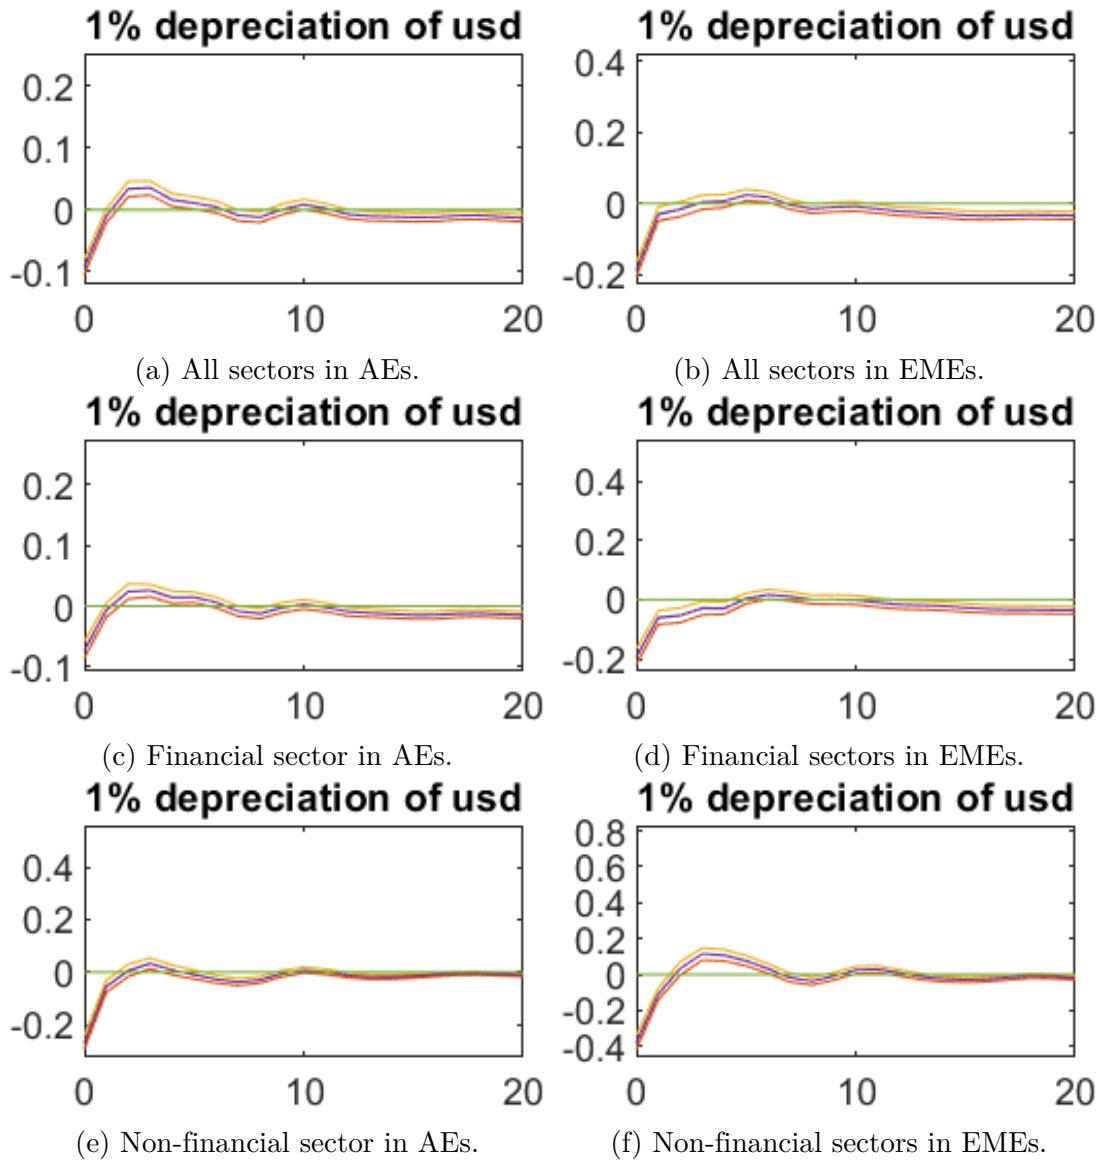 1% depreciation of usd 1% depreciation of usd
0.2 0.4
0.1 0.2
0 0
-0.1 -0.2
0 10 20 0 10 20
(a) All sectors in AEs. (b) All sectors in EMEs.
1% depreciation of usd 1% depreciation of usd
0.2 0.4
0.1 0.2
0 0
-0.1 -0.2
0 10 20 0 10 20
(c) Financial sector in AEs. (d) Financial sectors in EMEs.
1% depreciation of usd 1% depreciation of usd
0.8
0.4 0.6
0.2 0.4
0.2
0 0
-0.2 -0.2
-0.4
0 10 20 0 10 20
(e) Non-financial sector in AEs. (f) Non-financial sectors in EMEs.